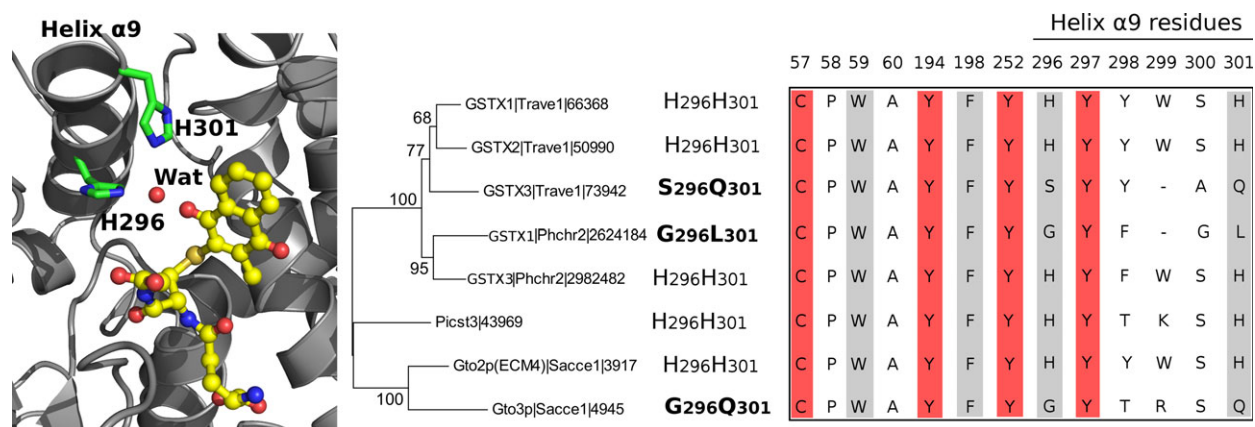 Helix α9
H301
Wat
H296
68
77
100
95
100
GSTX1|Trave1|66368
GSTX2|Trave1|50990
GSTX3|Trave1|73942
GSTX1|Phchr2|2624184
GSTX3|Phchr2|2982482
Picst3|43969
Gto2p(ECM4)|Sacce1|3917
Gto3p|Sacce1|4945
H296H301
H296H301
S296Q301
G296L301
H296H301
H296H301
H296H301
G296Q301
Helix α9 residues
57 58 59 60 194 198 252 296 297 298 299 300 301
C P W A Y F Y H Y Y W S H
C P W A Y F Y H Y Y W S H
C P W A Y F Y S Y Y - A Q
C P W A Y F Y G Y F - G L
C P W A Y F Y H Y F W S H
C P W A Y F Y H Y T K S H
C P W A Y F Y H Y Y W S H
C P W A Y F Y G Y T R S Q